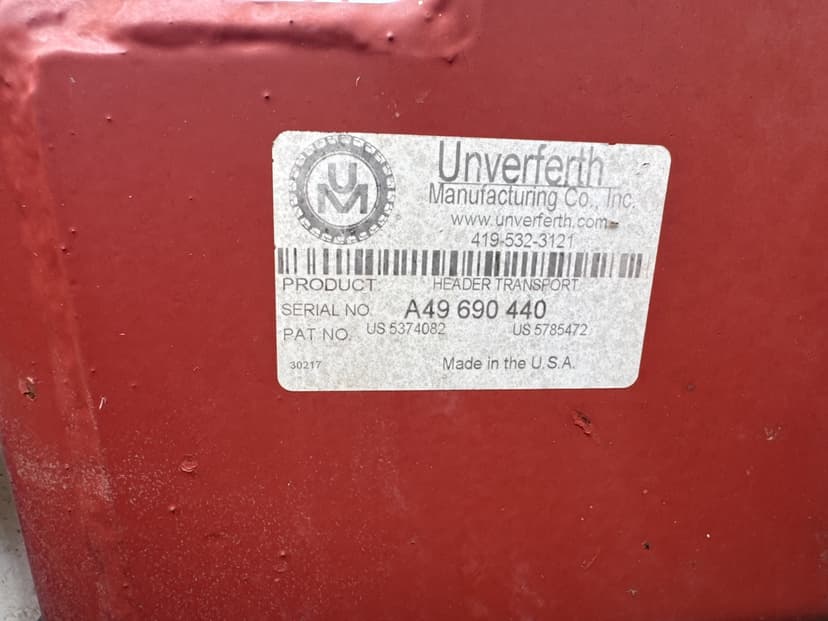 UM
Unverferth
Manufacturing Co., Inc.
www.unverferth.com
419-532-3121
PRODUCT: HEADER TRANSPORT
SERIAL NO. A49 690 440
PAT NO. US 5374082 US 5785472
30217 Made in the U.S.A.